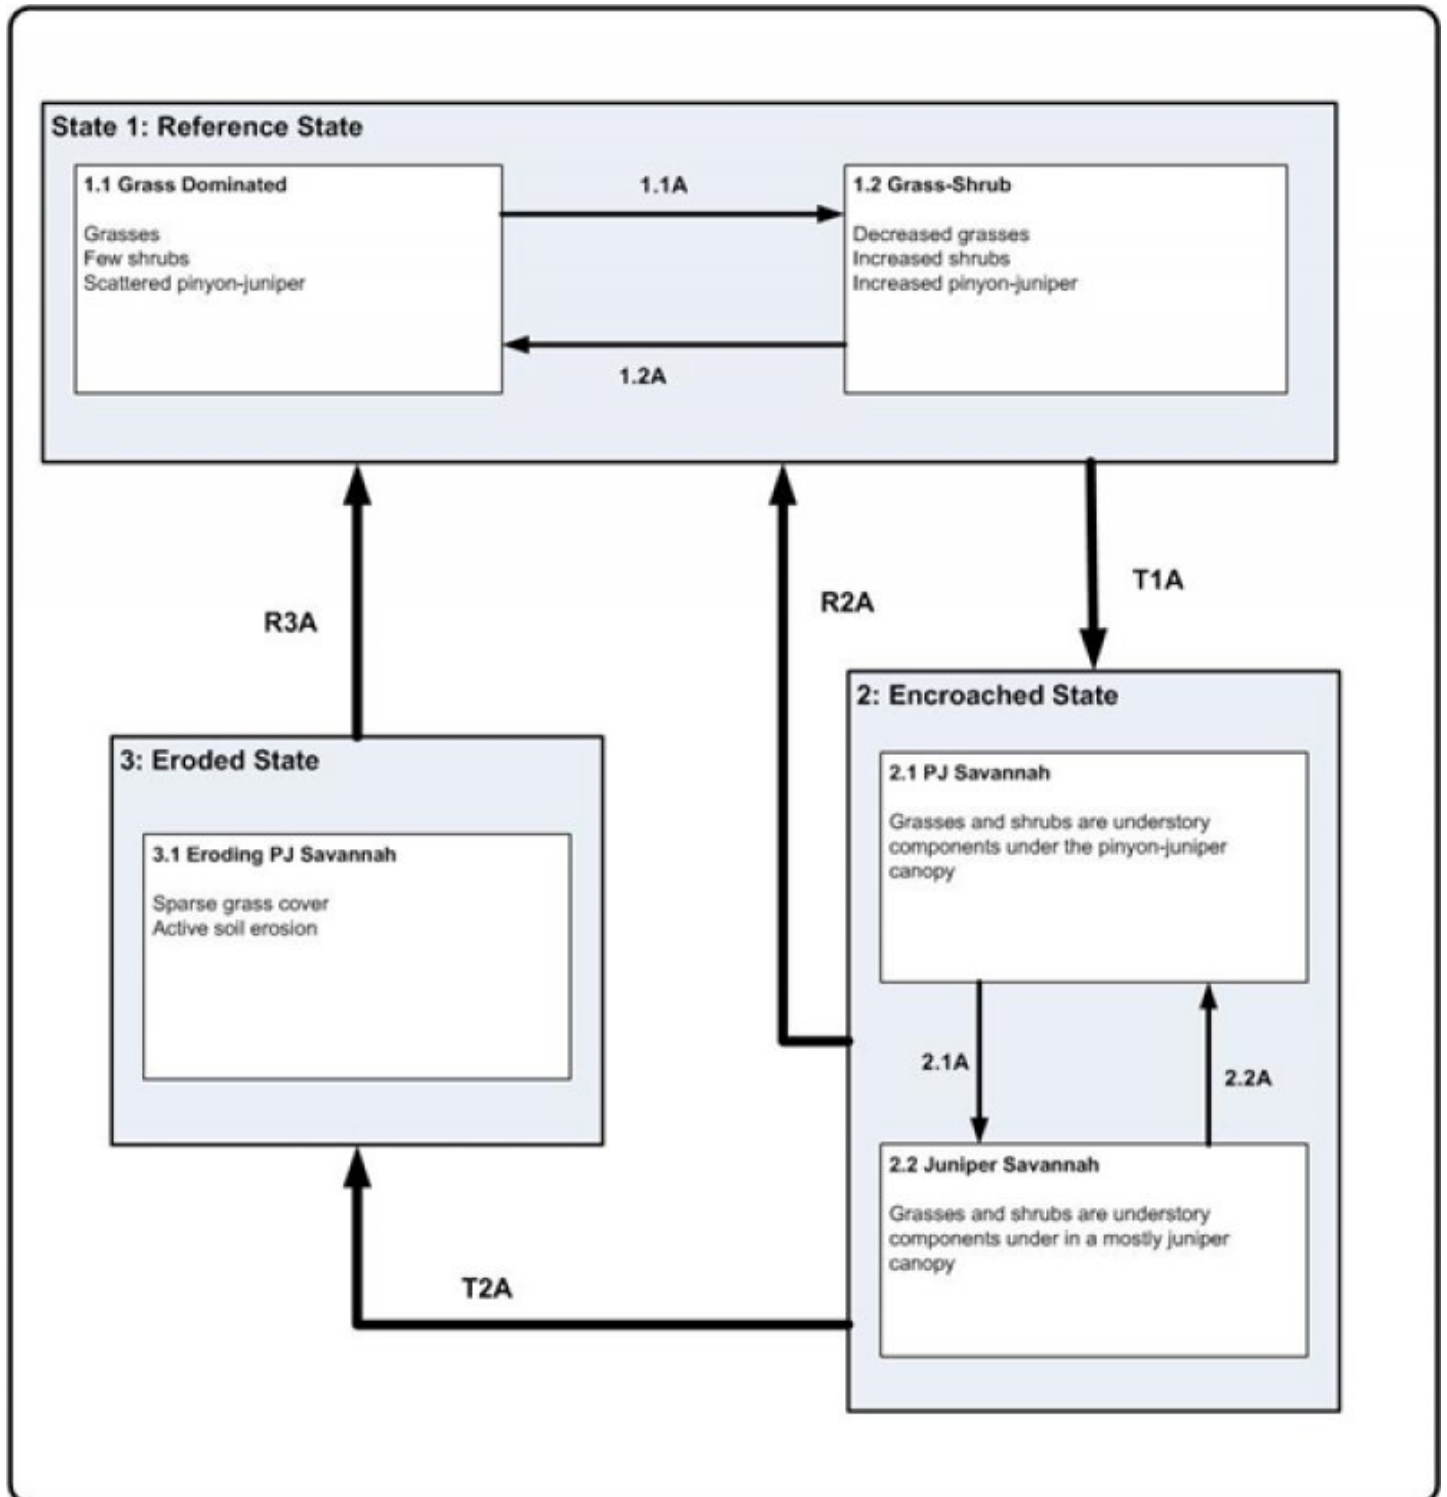 State 1: Reference State
1.1 Grass Dominated
Grasses
Few shrubs
Scattered pinyon-juniper
1.1A
1.2 Grass-Shrub
Decreased grasses
Increased shrubs
Increased pinyon-juniper
1.2A
R3A
R2A
T1A
3: Eroded State
3.1 Eroding PJ Savannah
Sparse grass cover
Active soil erosion
2: Encroached State
2.1 PJ Savannah
Grasses and shrubs are understory
components under the pinyon-juniper
canopy
2.1A
2.2A
2.2 Juniper Savannah
Grasses and shrubs are understory
components under in a mostly juniper
canopy
T2A